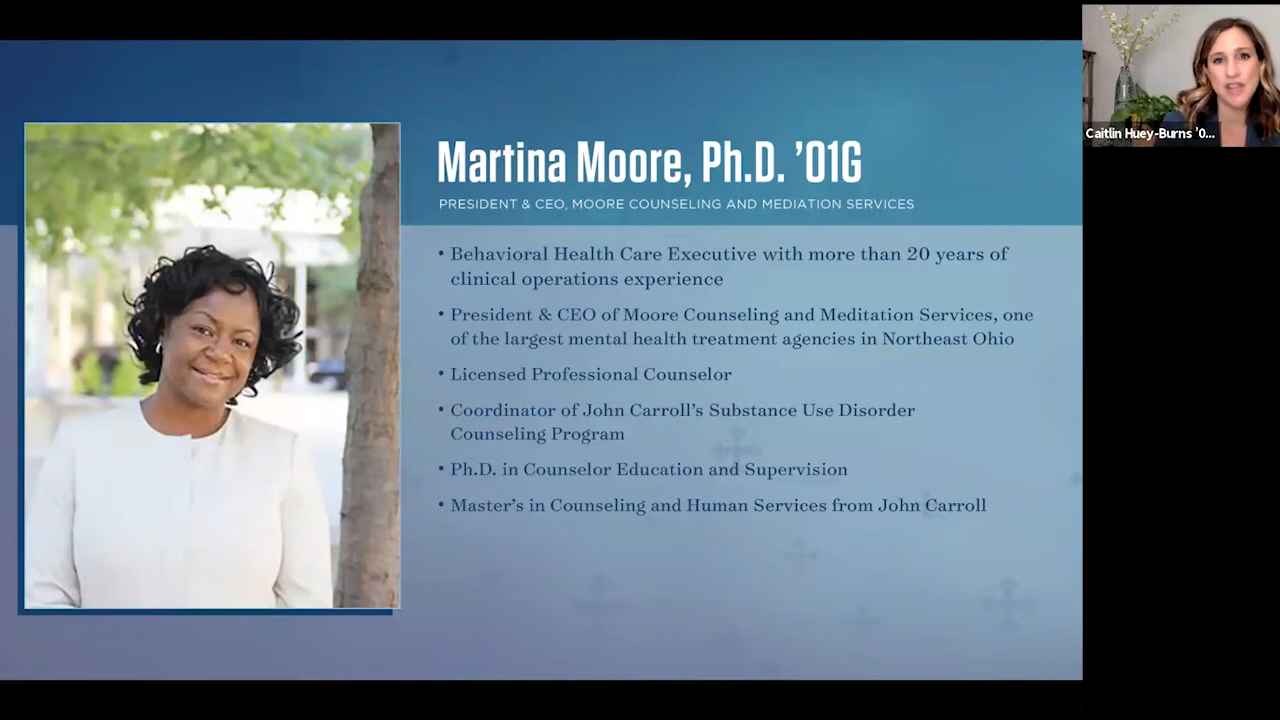 Martina Moore, Ph.D. ’01G
PRESIDENT & CEO, MOORE COUNSELING AND MEDIATION SERVICES
• Behavioral Health Care Executive with more than 20 years of
clinical operations experience
• President & CEO of Moore Counseling and Meditation Services, one
of the largest mental health treatment agencies in Northeast Ohio
• Licensed Professional Counselor
• Coordinator of John Carroll’s Substance Use Disorder
Counseling Program
• Ph.D. in Counselor Education and Supervision
• Master’s in Counseling and Human Services from John Carroll
Caitlin Huey-Burns ’0...